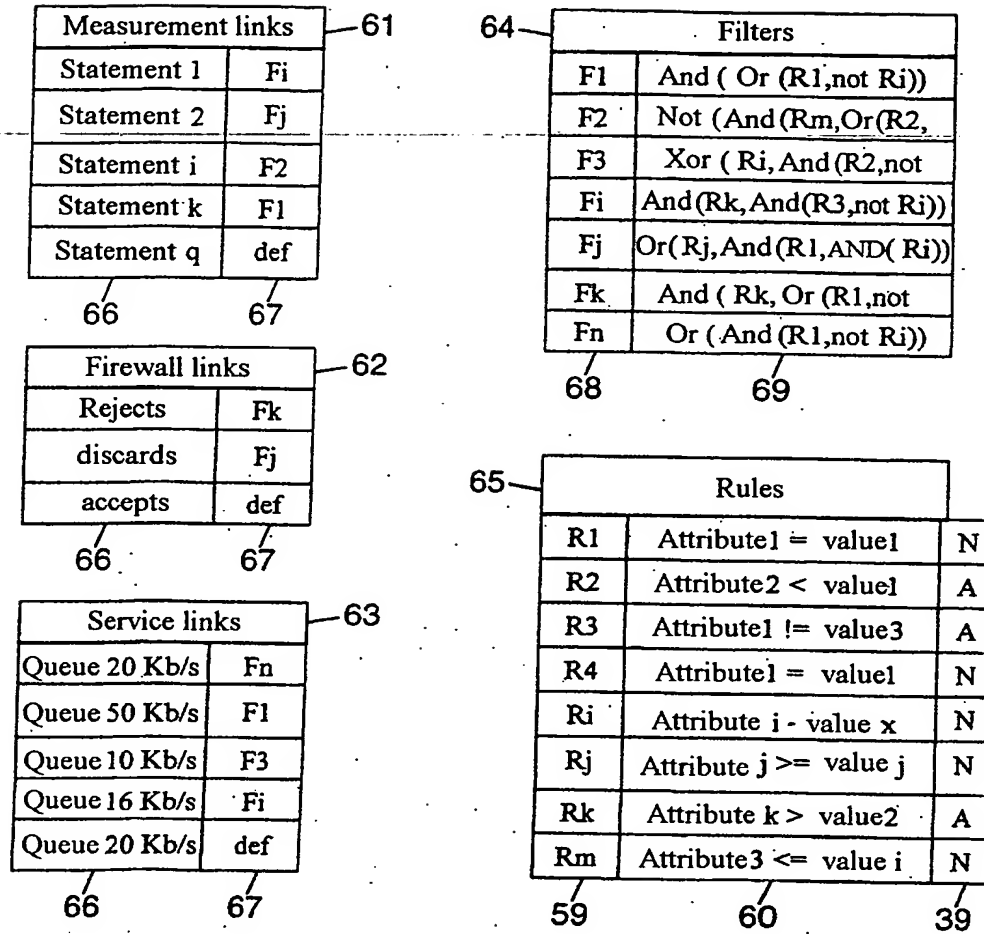 Measurement links 61
Statement 1 Fi
Statement 2 Fj
Statement i F2
Statement k F1
Statement q def
66 67
Firewall links 62
Rejects Fk
discards Fj
accepts def
66 67
Service links 63
Queue 20 Kb/s Fn
Queue 50 Kb/s F1
Queue 10 Kb/s F3
Queue 16 Kb/s Fi
Queue 20 Kb/s def
66 67
64 Filters
F1 And ( Or (R1,not Ri))
F2 Not (And(Rm,Or(R2,
F3 Xor ( Ri, And (R2,not
Fi And(Rk,And(R3,not Ri))
Fj Or(Rj,And(R1,AND( Ri))
Fk And ( Rk, Or (R1,not
Fn Or ( And (R1,not Ri))
68 69
65 Rules
R1 Attribute1 = value1 N
R2 Attribute2 < value1 A
R3 Attribute1 != value3 A
R4 Attribute1 = value1 N
Ri Attribute i - value x N
Rj Attribute j >= value j N
Rk Attribute k > value2 A
Rm Attribute3 <= value i N
59 60 39